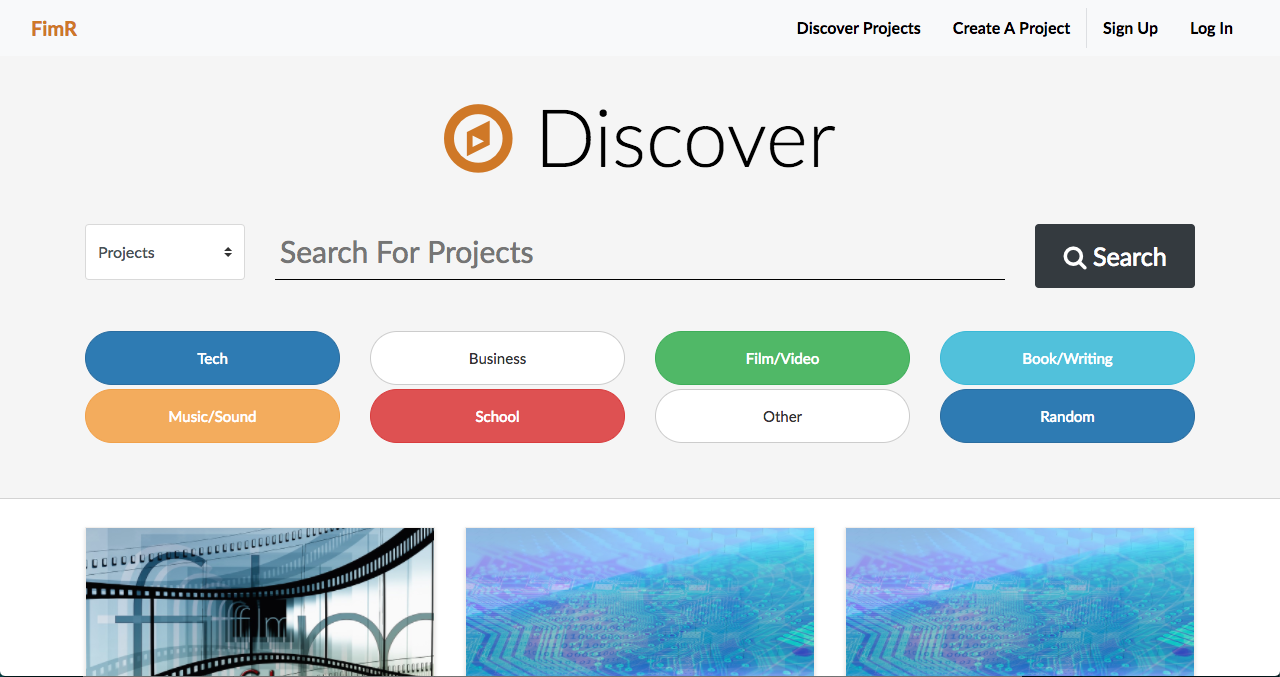 FimR
Discover Projects
Create A Project
Sign Up
Log In
Discover
Projects
Search For Projects
Search
Tech
Business
Film/Video
Book/Writing
Music/Sound
School
Other
Random
film